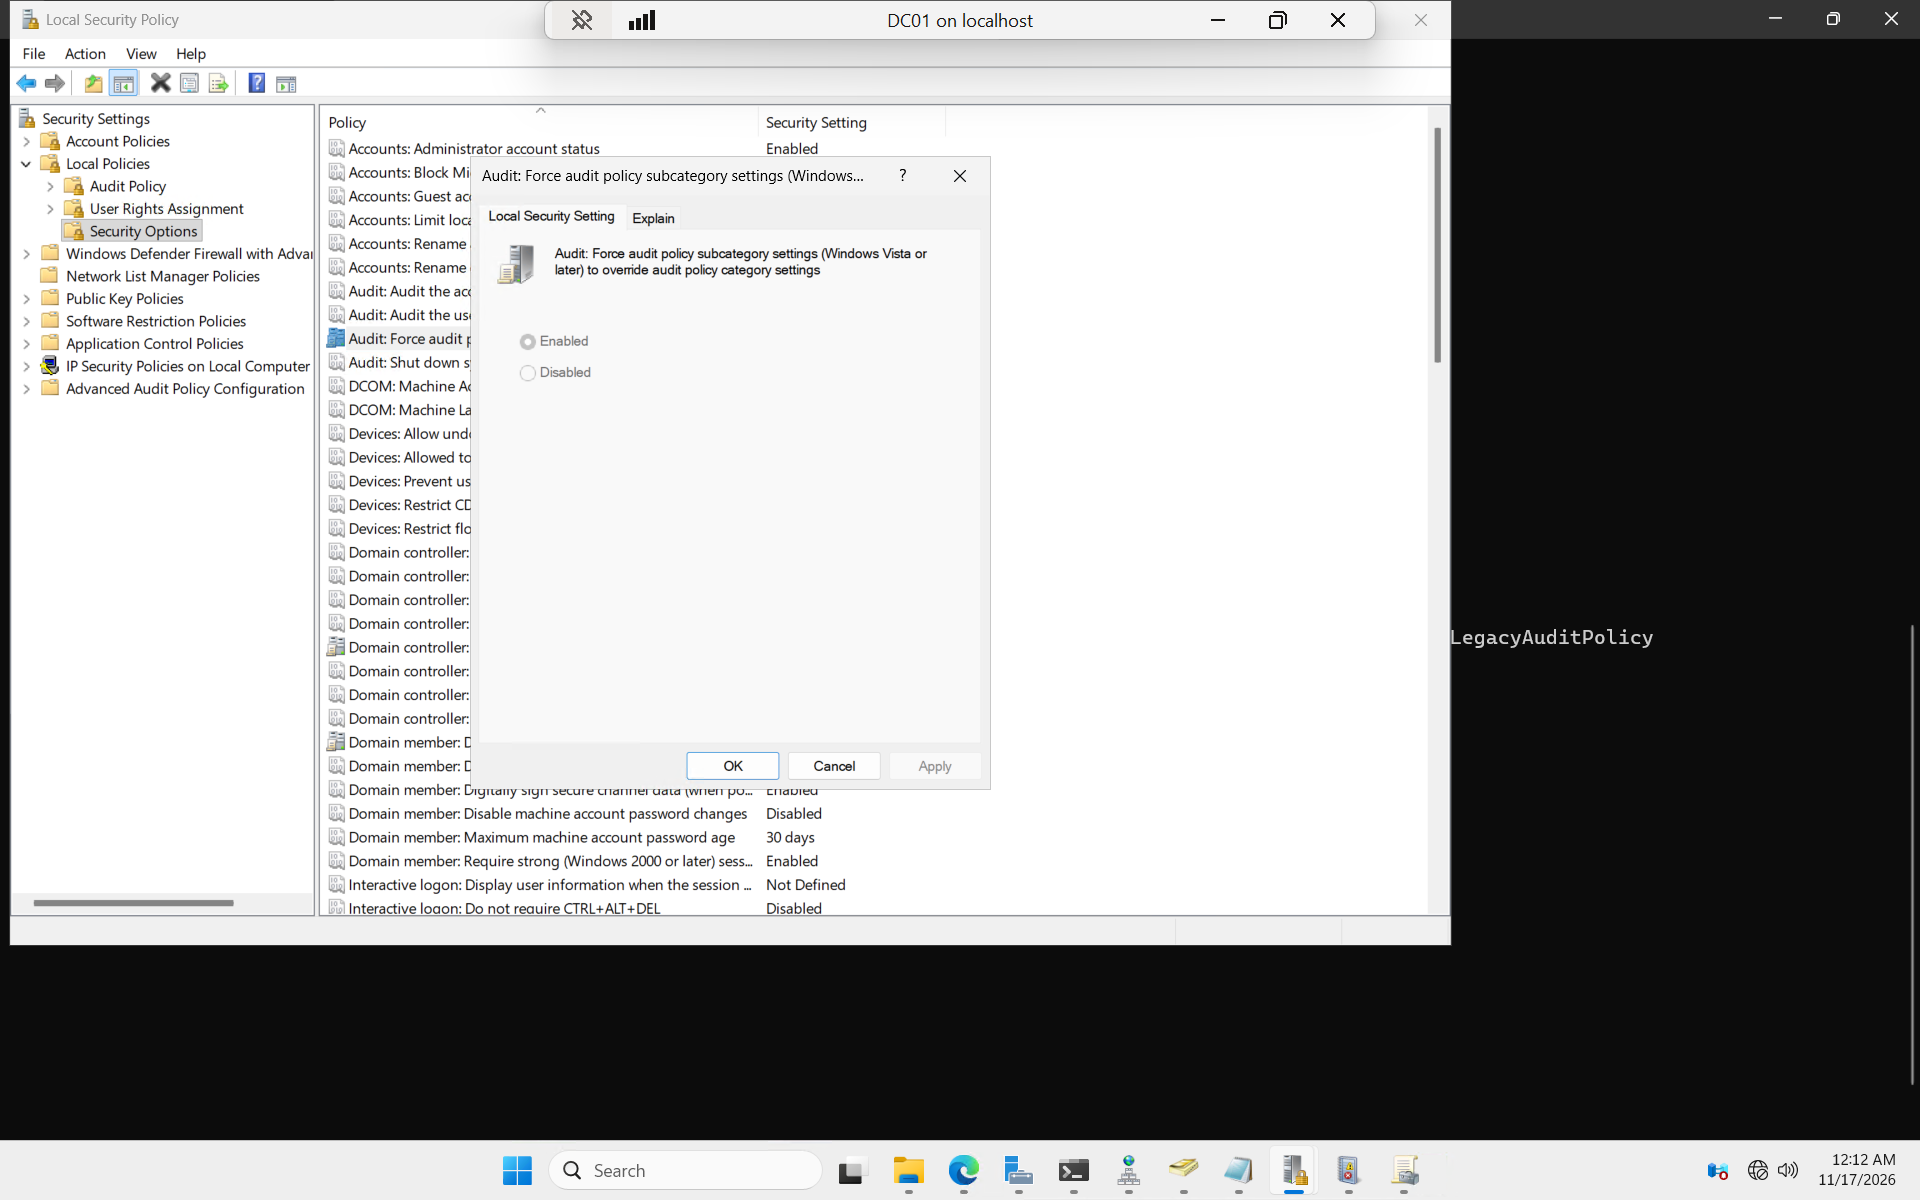 Local Security Policy
DC01 on localhost
File Action View Help
Security Settings
Account Policies
Local Policies
Audit Policy
User Rights Assignment
Security Options
Windows Defender Firewall with Adva
Network List Manager Policies
Public Key Policies
Software Restriction Policies
Application Control Policies
IP Security Policies on Local Computer
Advanced Audit Policy Configuration
Policy Security Setting
Accounts: Administrator account status Enabled
Accounts: Block Mi
Accounts: Guest acc
Accounts: Limit loca
Accounts: Rename
Accounts: Rename
Audit: Audit the acc
Audit: Audit the use
Audit: Force audit p
Audit: Shut down s
DCOM: Machine Ac
DCOM: Machine La
Devices: Allow und
Devices: Allowed to
Devices: Prevent us
Devices: Restrict CD
Devices: Restrict flo
Domain controller:
Domain controller:
Domain controller:
Domain controller:
Domain controller:
Domain controller:
Domain controller:
Domain controller:
Domain member: D
Domain member: D
Domain member: Digitally sign secure channel data (when po... Enabled
Domain member: Disable machine account password changes Disabled
Domain member: Maximum machine account password age 30 days
Domain member: Require strong (Windows 2000 or later) sess... Enabled
Interactive logon: Display user information when the session ... Not Defined
Interactive logon: Do not require CTRL+ALT+DEL Disabled
Audit: Force audit policy subcategory settings (Windows... ?
Local Security Setting Explain
Audit: Force audit policy subcategory settings (Windows Vista or
later) to override audit policy category settings
Enabled
Disabled
OK Cancel Apply
LegacyAuditPolicy
Search
12:12 AM
11/17/2026